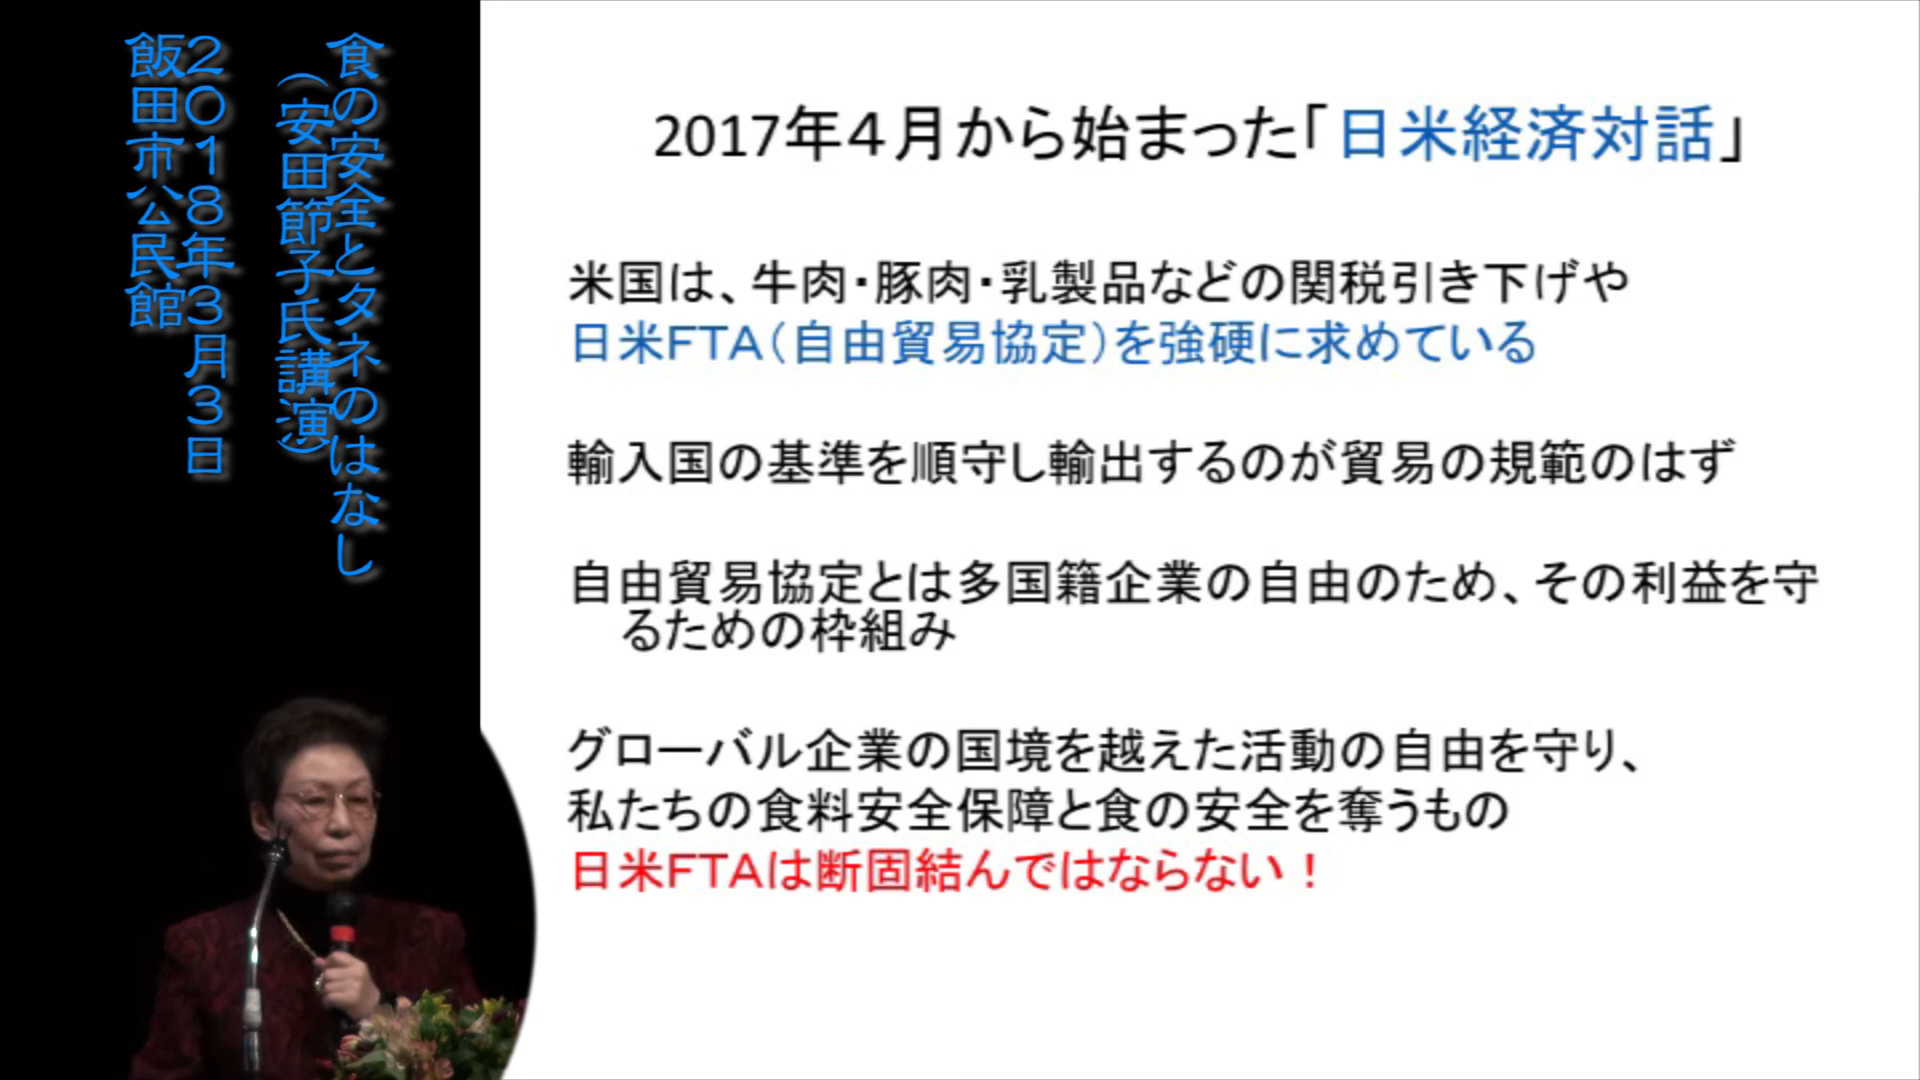 食の安全とタネのはなし
（安田節子氏講演）
２０１８年３月３日
飯田市公民館
2017年４月から始まった「日米経済対話」
米国は、牛肉・豚肉・乳製品などの関税引き下げや
日米FTA（自由貿易協定）を強硬に求めている
輸入国の基準を順守し輸出するのが貿易の規範のはず
自由貿易協定とは多国籍企業の自由のため、その利益を守
るための枠組み
グローバル企業の国境を越えた活動の自由を守り、
私たちの食料安全保障と食の安全を奪うもの
日米FTAは断固結んではならない！